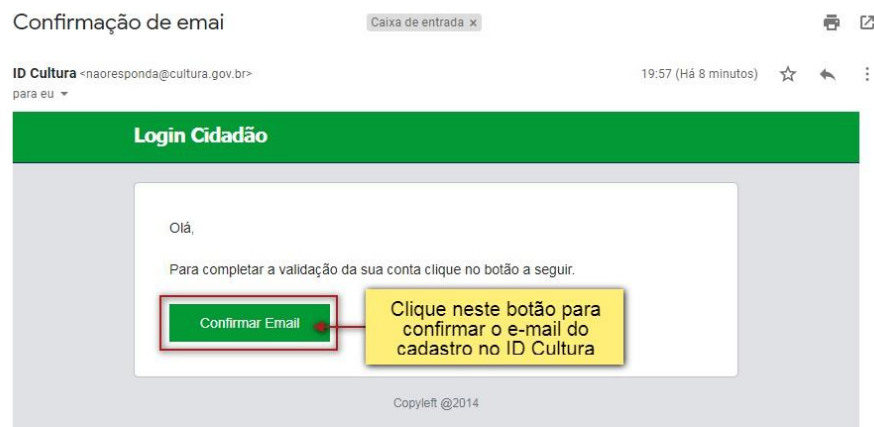 Confirmação de emai
Caixa de entrada x
ID Cultura <naoresponda@cultura.gov.br>
19:57 (Há 8 minutos)
para eu
Login Cidadão
Olá,
Para completar a validação da sua conta clique no botão a seguir.
Confirmar Email
Clique neste botão para
confirmar o e-mail do
cadastro no ID Cultura
Copyleft @2014